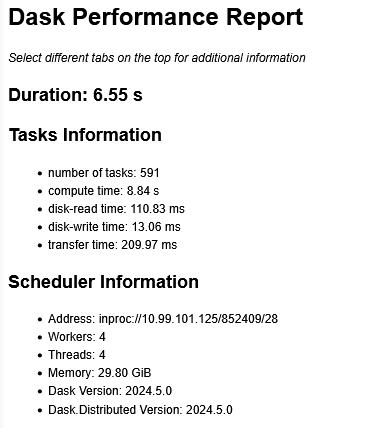 Dask Performance Report
Select different tabs on the top for additional information
Duration: 6.55 s
Tasks Information
• number of tasks: 591
• compute time: 8.84 s
• disk-read time: 110.83 ms
• disk-write time: 13.06 ms
• transfer time: 209.97 ms
Scheduler Information
• Address: inproc://10.99.101.125/852409/28
• Workers: 4
• Threads: 4
• Memory: 29.80 GiB
• Dask Version: 2024.5.0
• Dask.Distributed Version: 2024.5.0